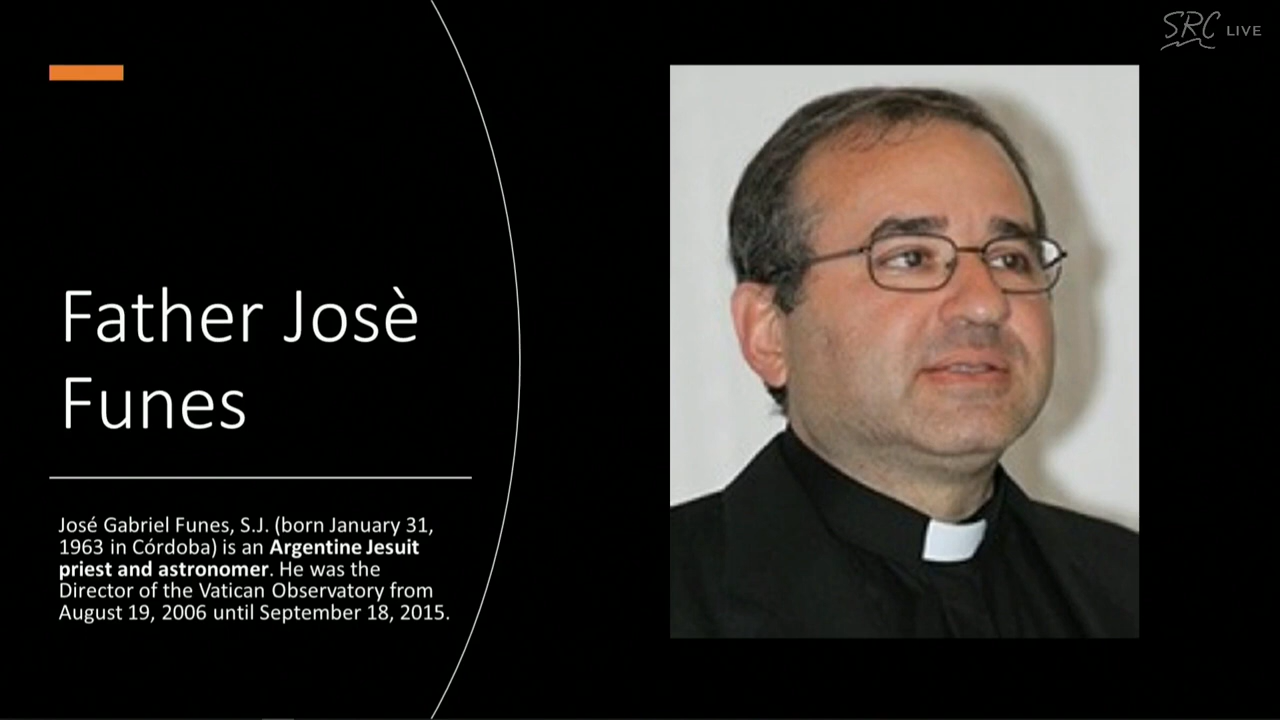 SRC LIVE
Father Josè
Funes
José Gabriel Funes, S.J. (born January 31,
1963 in Córdoba) is an Argentine Jesuit
priest and astronomer. He was the
Director of the Vatican Observatory from
August 19, 2006 until September 18, 2015.